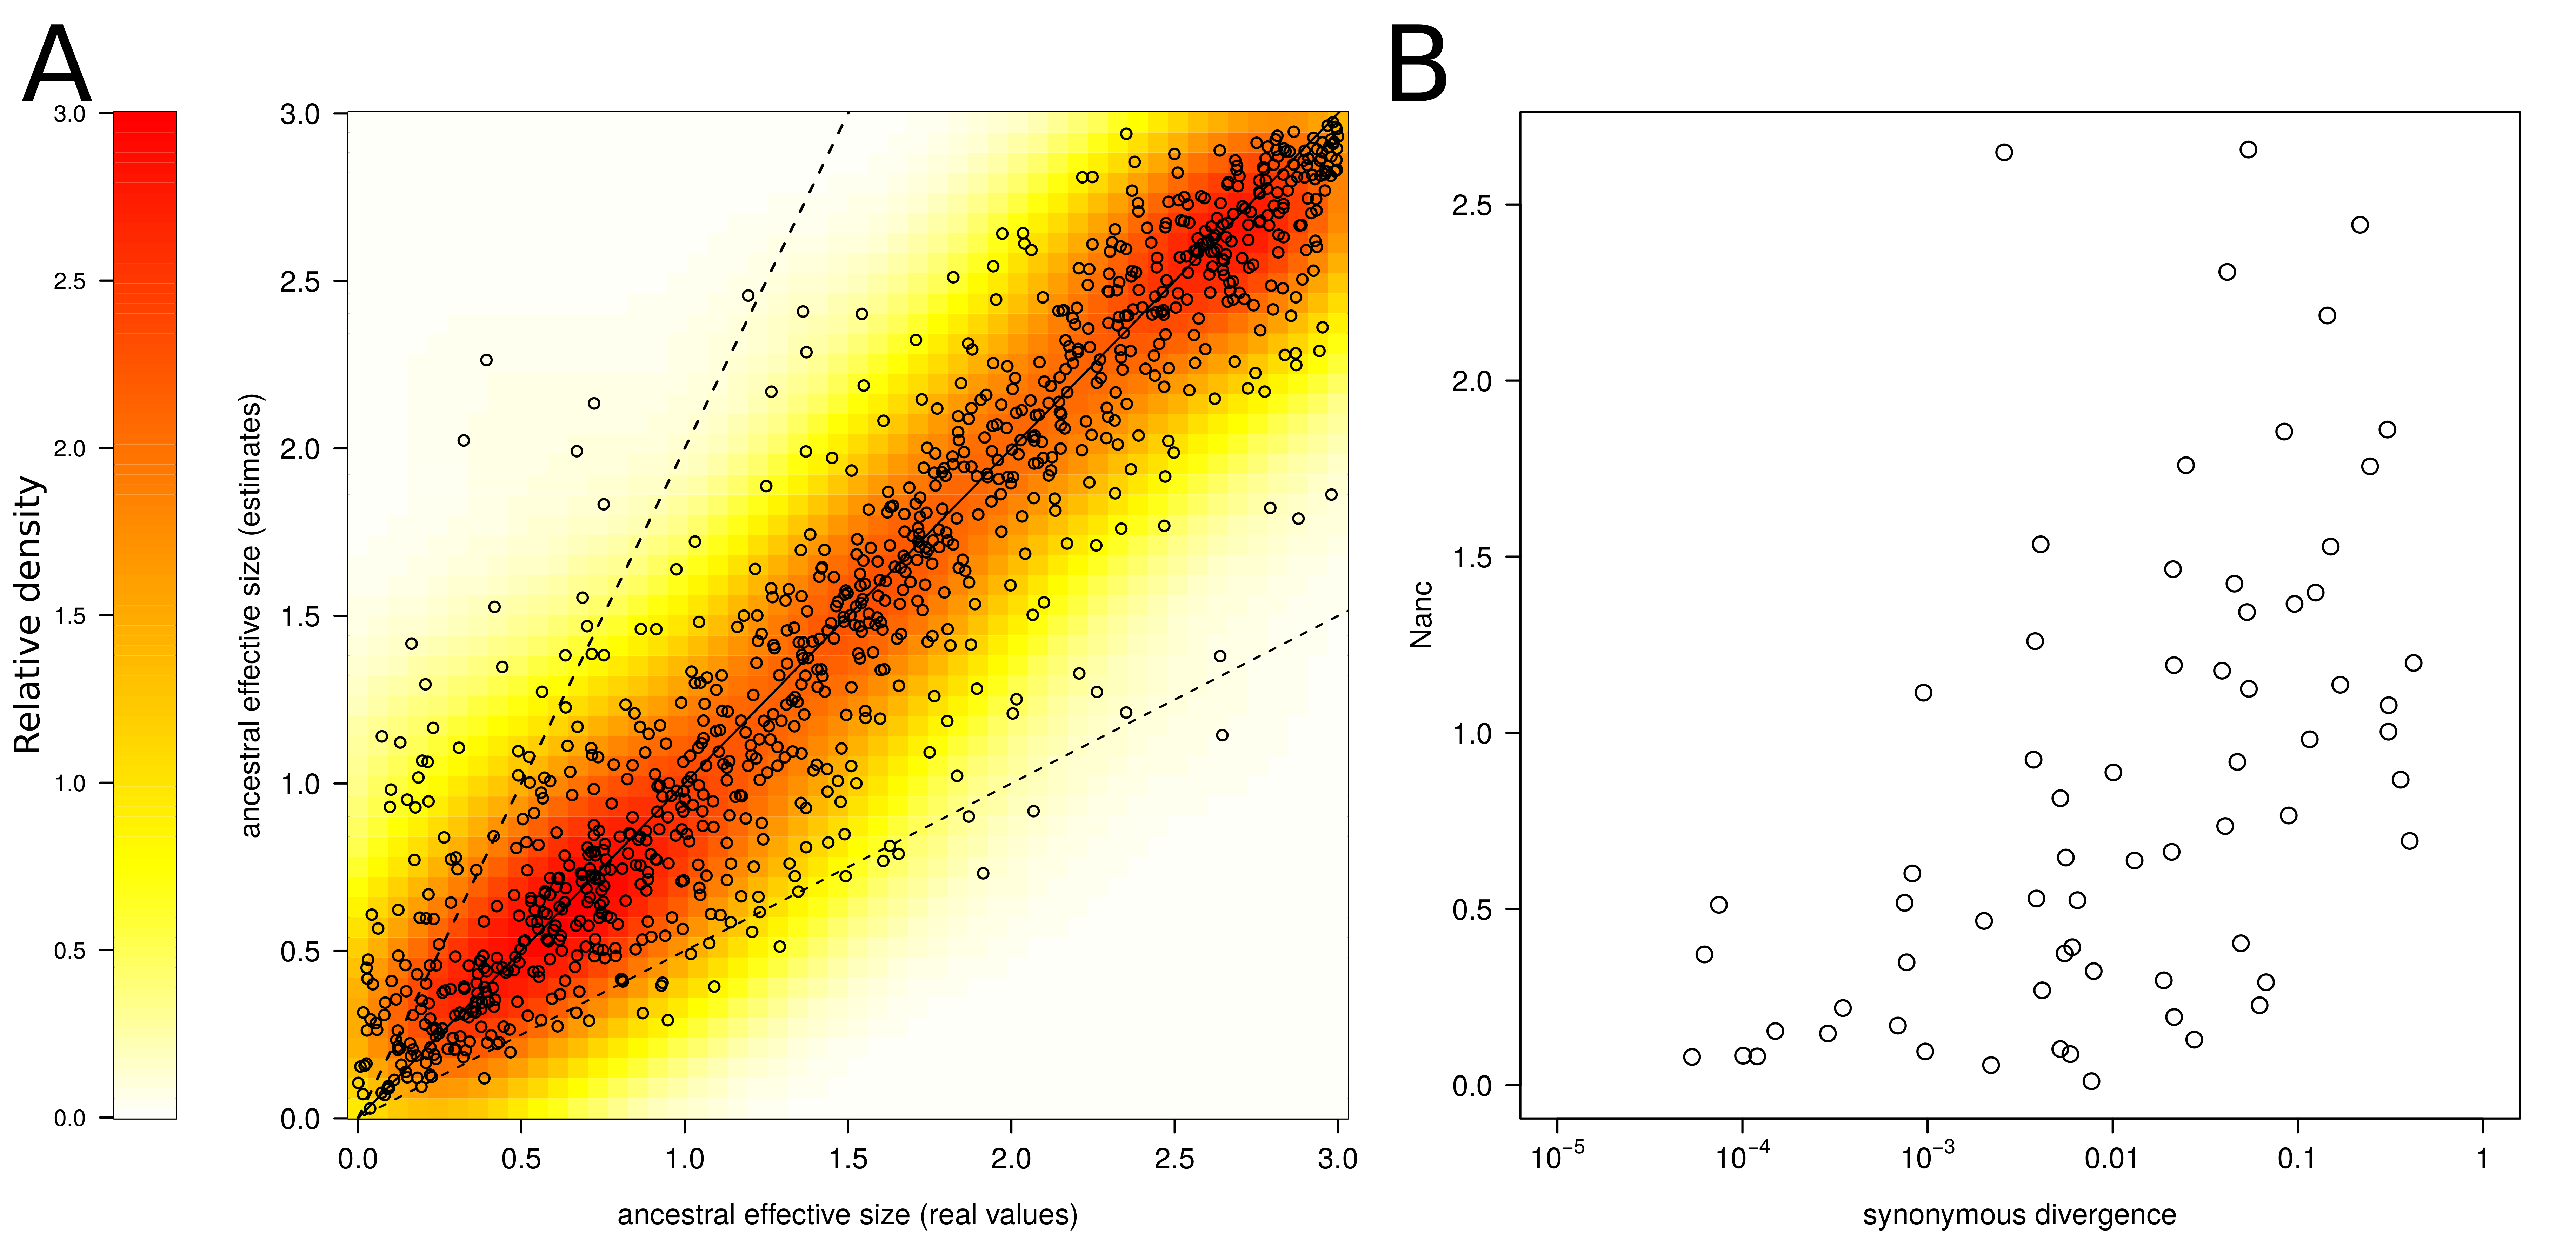 A
B
Relative density
3.0
2.5
2.0
1.5
1.0
0.5
0.0
ancestral effective size (estimates)
3.0
2.5
2.0
1.5
1.0
0.5
0.0
0.0 0.5 1.0 1.5 2.0 2.5 3.0
ancestral effective size (real values)
Nanc
2.5
2.0
1.5
1.0
0.5
0.0
10⁻⁵ 10⁻⁴ 10⁻³ 0.01 0.1 1
synonymous divergence